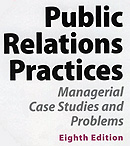 Public
Relations
Practices
Managerial
Case Studies and
Problems
Eighth Edition